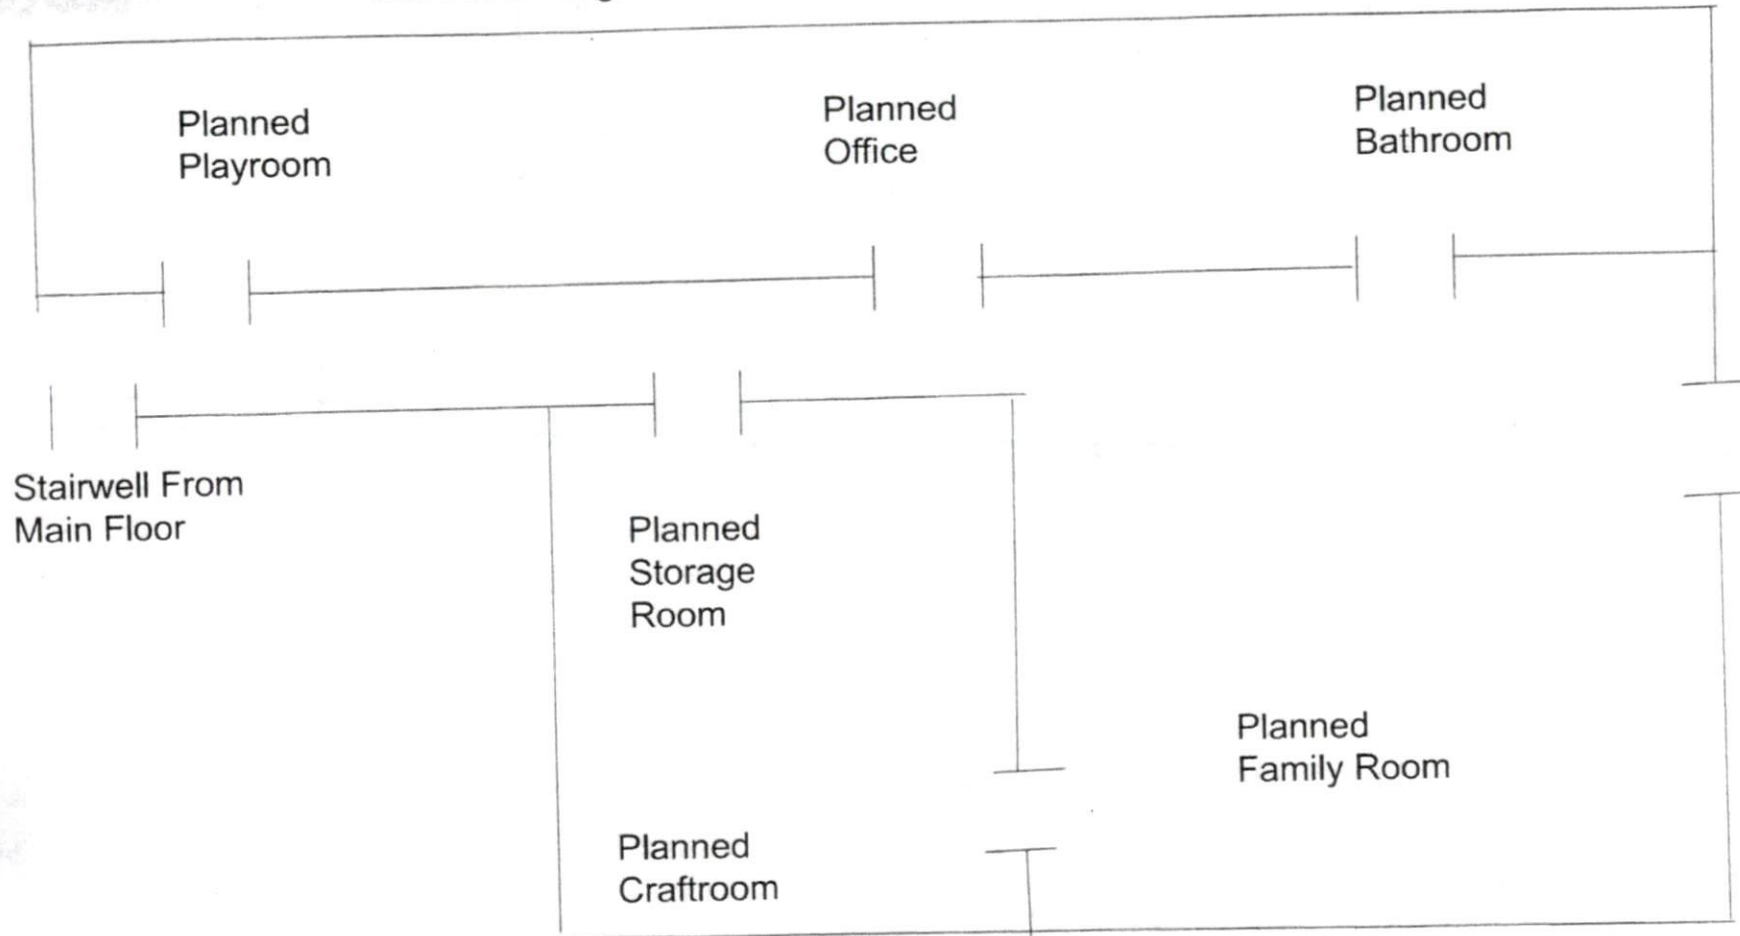 Planned
Playroom
Planned
Office
Planned
Bathroom
Stairwell From
Main Floor
Planned
Storage
Room
Planned
Family Room
Planned
Craftroom